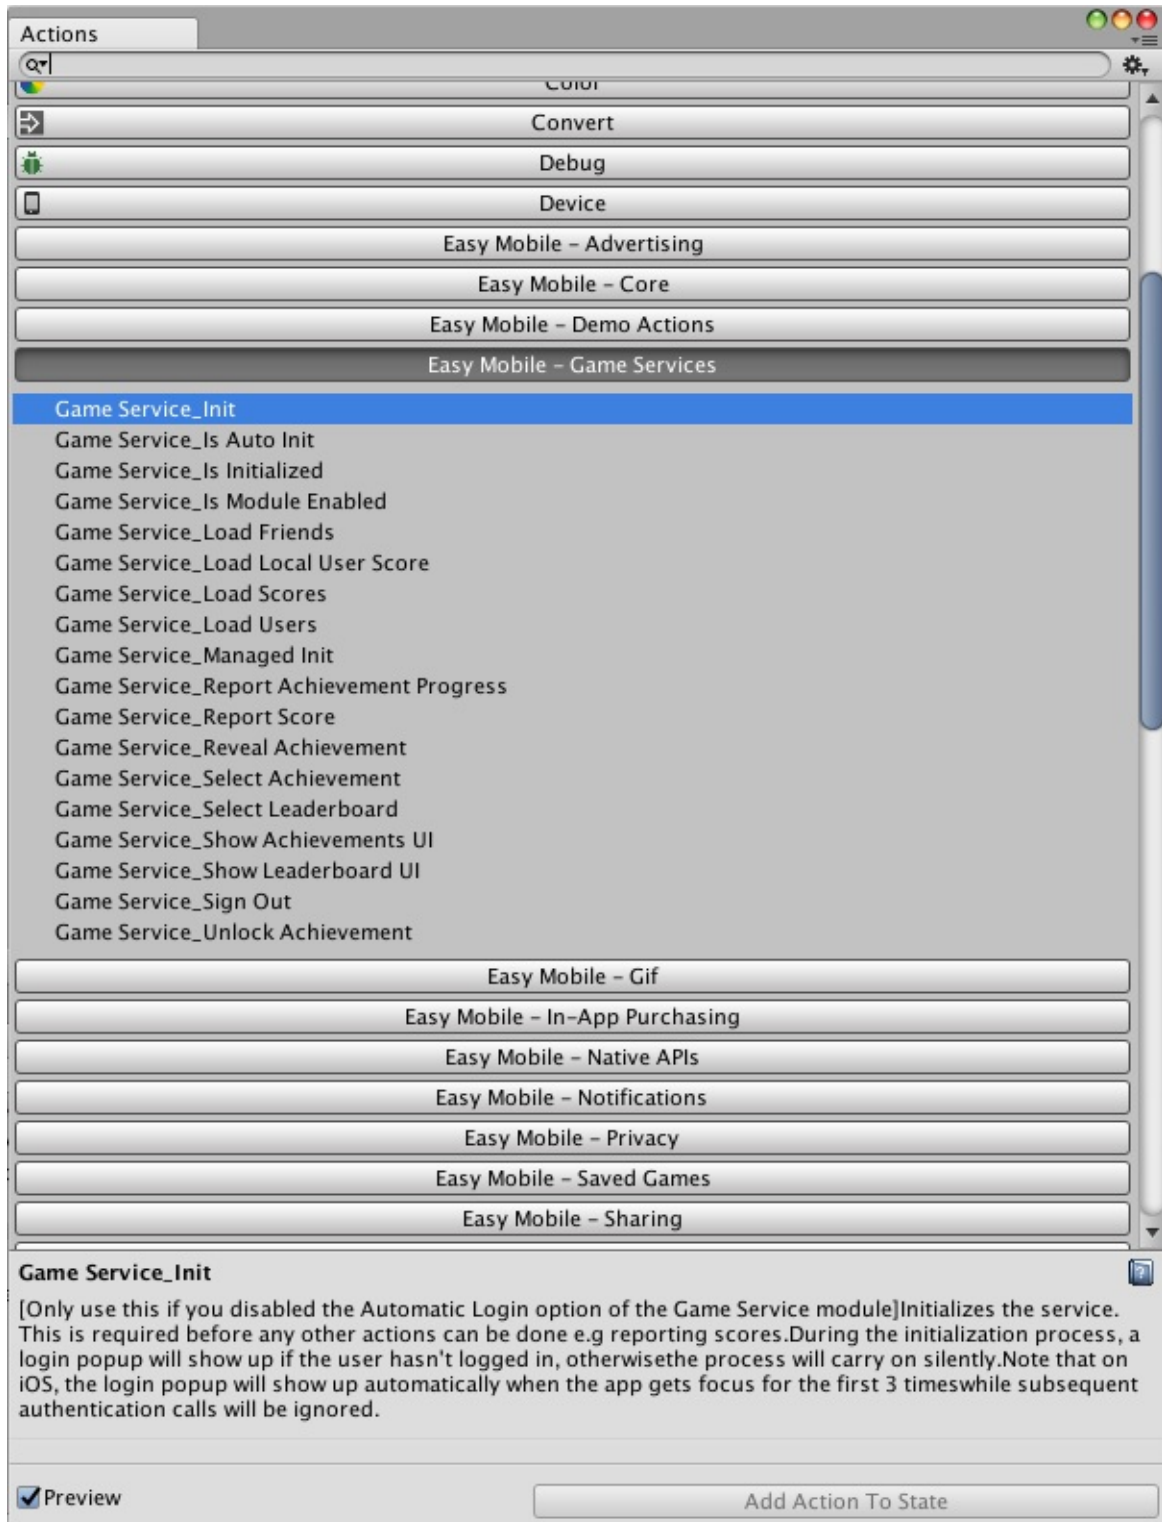 Actions
Color
Convert
Debug
Device
Easy Mobile – Advertising
Easy Mobile – Core
Easy Mobile – Demo Actions
Easy Mobile – Game Services
Game Service_Init
Game Service_Is Auto Init
Game Service_Is Initialized
Game Service_Is Module Enabled
Game Service_Load Friends
Game Service_Load Local User Score
Game Service_Load Scores
Game Service_Load Users
Game Service_Managed Init
Game Service_Report Achievement Progress
Game Service_Report Score
Game Service_Reveal Achievement
Game Service_Select Achievement
Game Service_Select Leaderboard
Game Service_Show Achievements UI
Game Service_Show Leaderboard UI
Game Service_Sign Out
Game Service_Unlock Achievement
Easy Mobile – Gif
Easy Mobile – In-App Purchasing
Easy Mobile – Native APIs
Easy Mobile – Notifications
Easy Mobile – Privacy
Easy Mobile – Saved Games
Easy Mobile – Sharing
Game Service_Init
[Only use this if you disabled the Automatic Login option of the Game Service module]Initializes the service.
This is required before any other actions can be done e.g reporting scores.During the initialization process, a
login popup will show up if the user hasn't logged in, otherwisethe process will carry on silently.Note that on
iOS, the login popup will show up automatically when the app gets focus for the first 3 timeswhile subsequent
authentication calls will be ignored.
Preview
Add Action To State